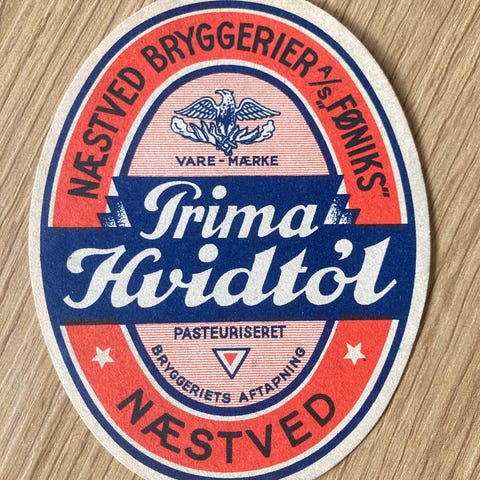 NÆSTVED BRYGGERIER A/S „FØNIKS"
VARE-MÆRKE
Prima
Hvidtøl
PASTEURISERET
BRYGGERIETS AFTAPNING
NÆSTVED